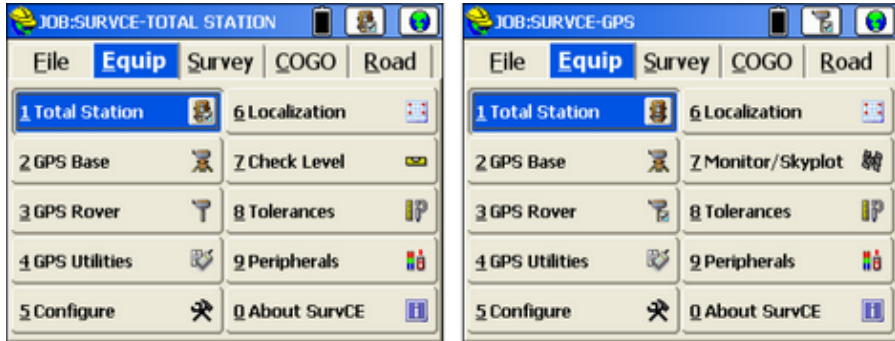 JOB:SURVCE-TOTAL STATION
File Equip Survey COGO Road
1 Total Station 6 Localization
2 GPS Base 7 Check Level
3 GPS Rover 8 Tolerances
4 GPS Utilities 9 Peripherals
5 Configure 0 About SurvCE
JOB:SURVCE-GPS
File Equip Survey COGO Road
1 Total Station 6 Localization
2 GPS Base 7 Monitor/Skyplot
3 GPS Rover 8 Tolerances
4 GPS Utilities 9 Peripherals
5 Configure 0 About SurvCE